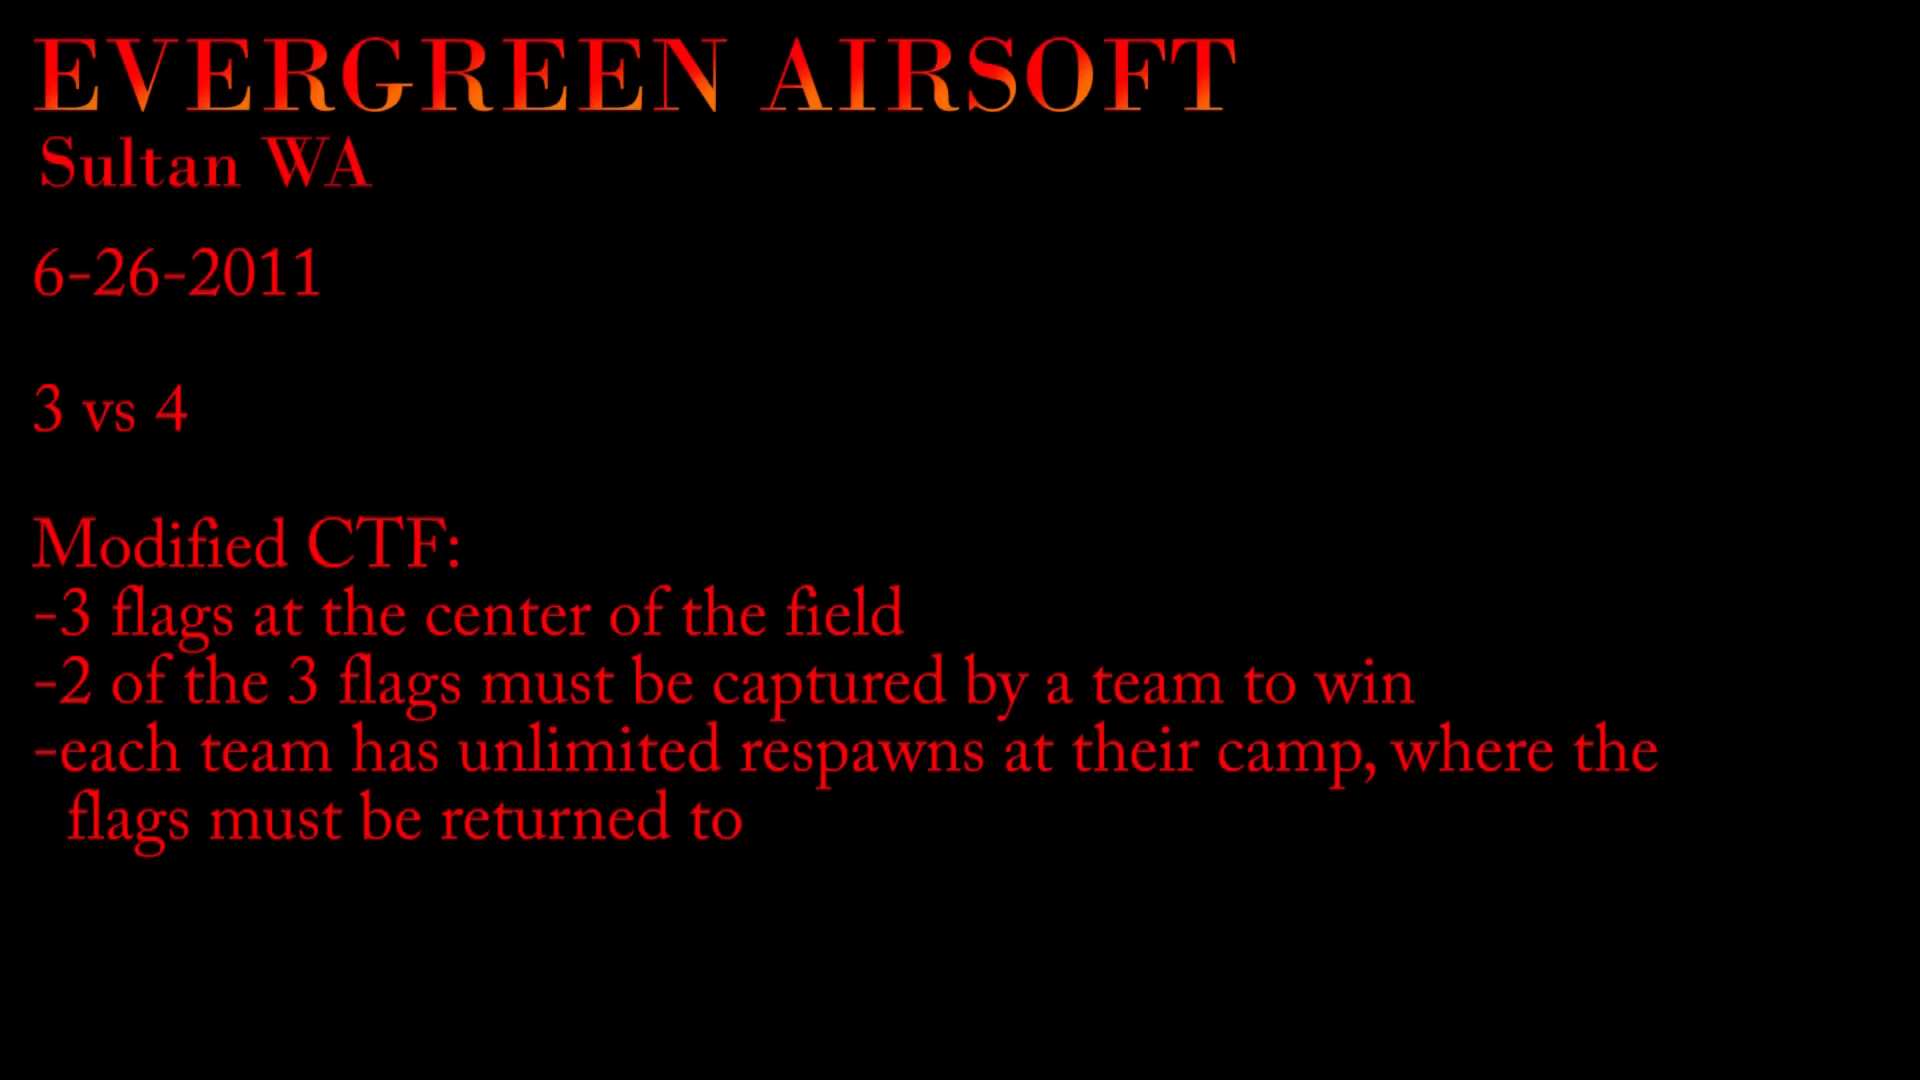 EVERGREEN AIRSOFT
Sultan WA
6-26-2011
3 vs 4
Modified CTF:
-3 flags at the center of the field
-2 of the 3 flags must be captured by a team to win
-each team has unlimited respawns at their camp, where the
flags must be returned to